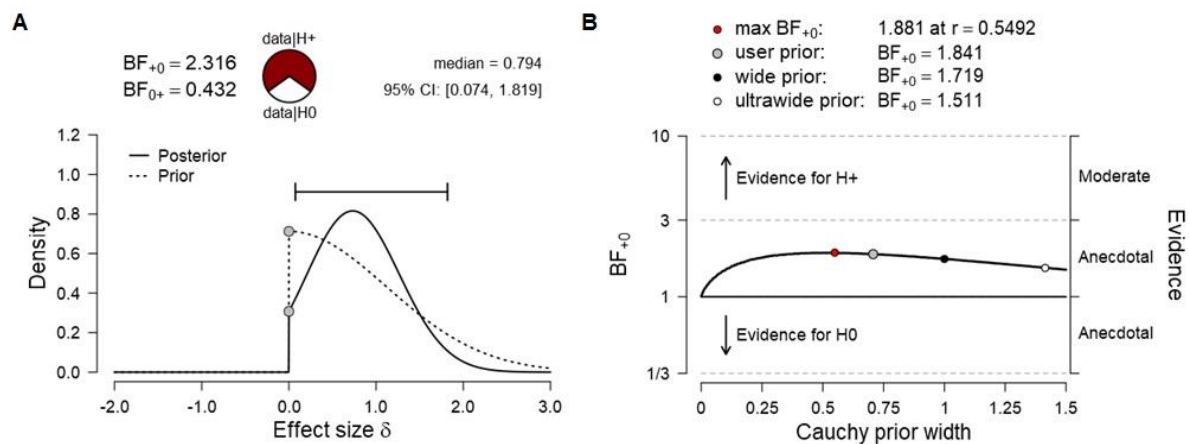 A
data|H+
BF+0 = 2.316
BF0+ = 0.432
data|H0
median = 0.794
95% CI: [0.074, 1.819]
Posterior
Prior
Density
1.2
1.0
0.8
0.6
0.4
0.2
0.0
-2.0 -1.0 0.0 1.0 2.0 3.0
Effect size δ
B
max BF+0: 1.881 at r = 0.5492
user prior: BF+0 = 1.841
wide prior: BF+0 = 1.719
ultrawide prior: BF+0 = 1.511
BF+0
10
3
1
1/3
Evidence for H+
Evidence for H0
Moderate
Anecdotal
Anecdotal
Evidence
0 0.25 0.5 0.75 1 1.25 1.5
Cauchy prior width